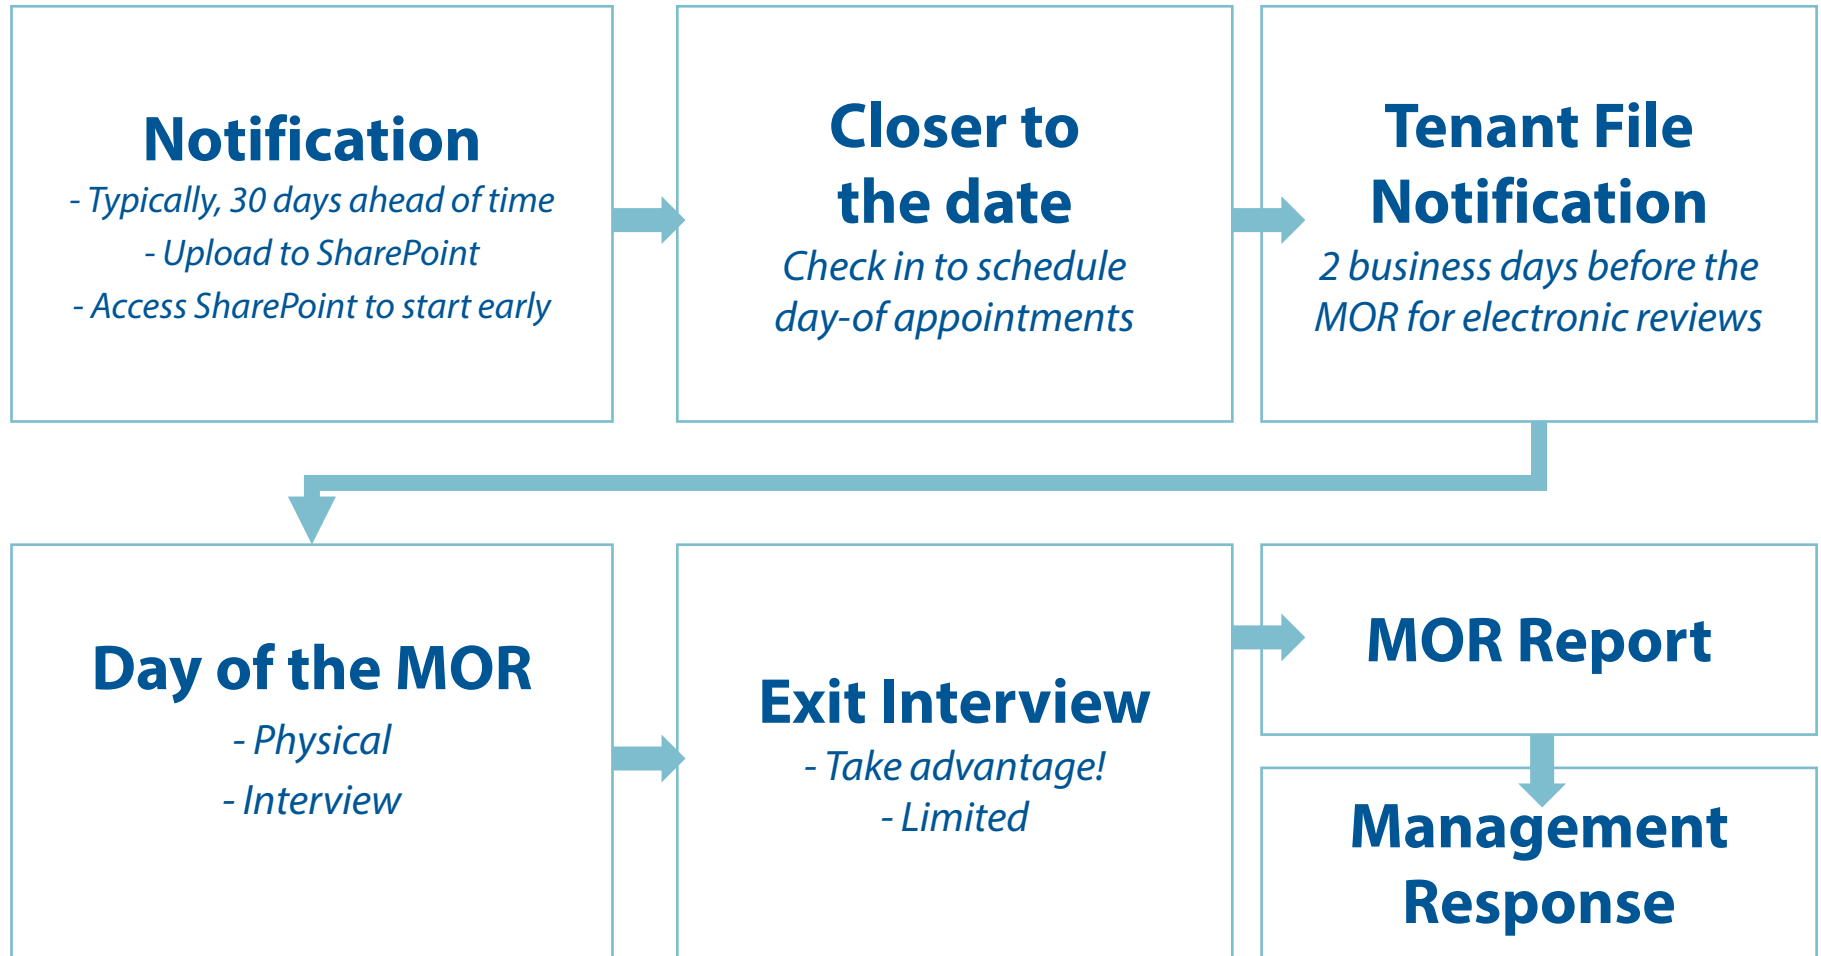 Notification
- Typically, 30 days ahead of time
- Upload to SharePoint
- Access SharePoint to start early
Closer to
the date
Check in to schedule
day-of appointments
Tenant File
Notification
2 business days before the
MOR for electronic reviews
Day of the MOR
- Physical
- Interview
Exit Interview
- Take advantage!
- Limited
MOR Report
Management
Response